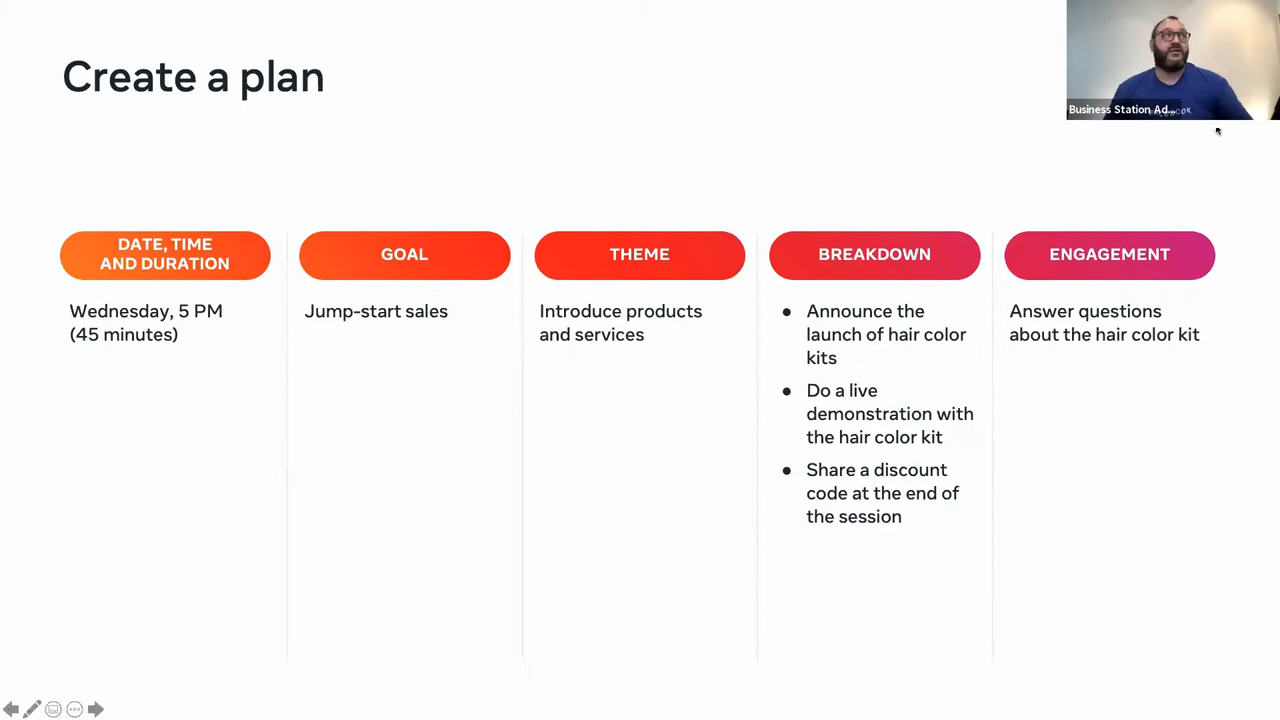 Create a plan
Business Station Ad...
DATE, TIME
AND DURATION
Wednesday, 5 PM
(45 minutes)
GOAL
Jump-start sales
THEME
Introduce products
and services
BREAKDOWN
● Announce the
launch of hair color
kits
● Do a live
demonstration with
the hair color kit
● Share a discount
code at the end of
the session
ENGAGEMENT
Answer questions
about the hair color kit